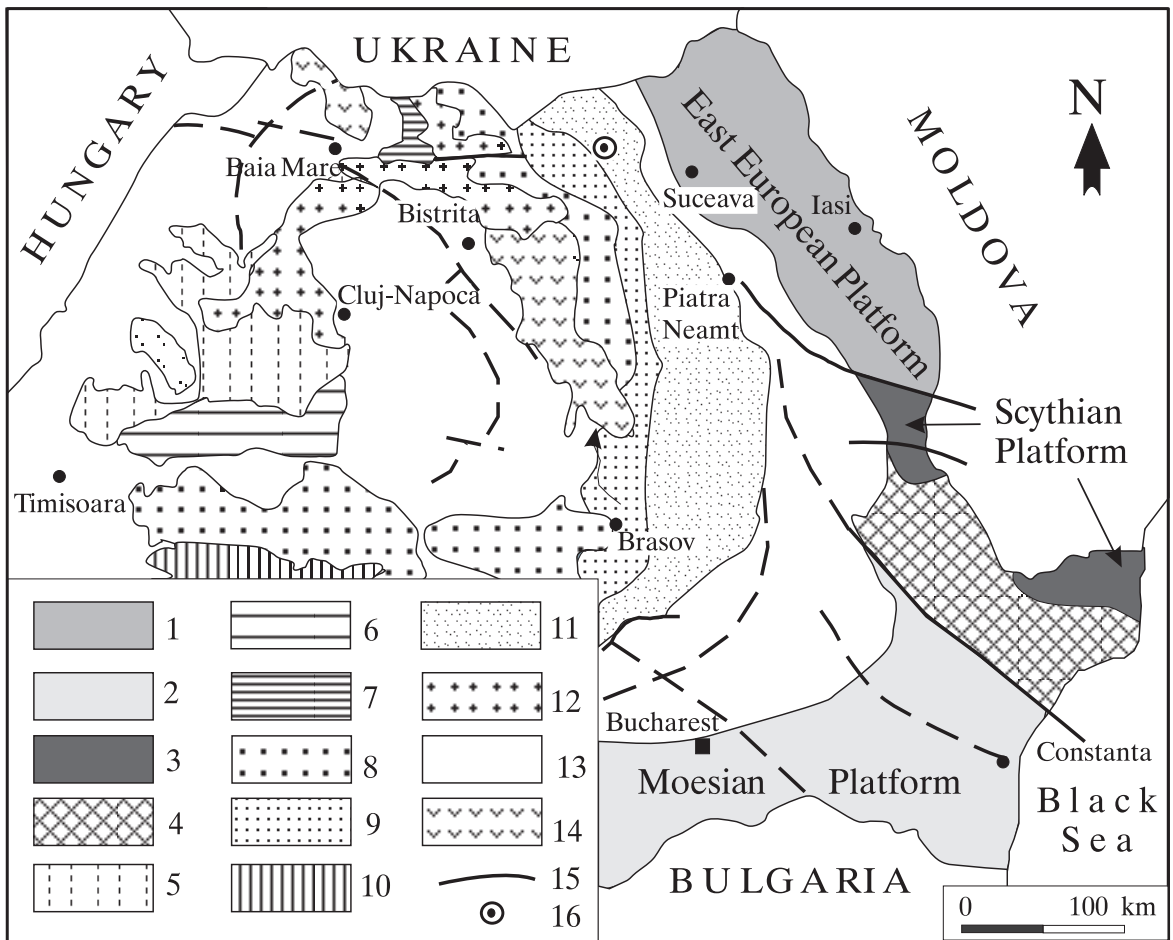 UKRAINE
HUNGARY
MOLDOVA
N
East European Platform
Baia Mare
Suceava
Iasi
Bistrita
Cluj-Napoca
Piatra
Neamt
Scythian
Platform
Timisoara
Brasov
Bucharest
Moesian Platform
Constanta
Black
Sea
BULGARIA
1
2
3
4
5
6
7
8
9
10
11
12
13
14
15
16
0 100 km